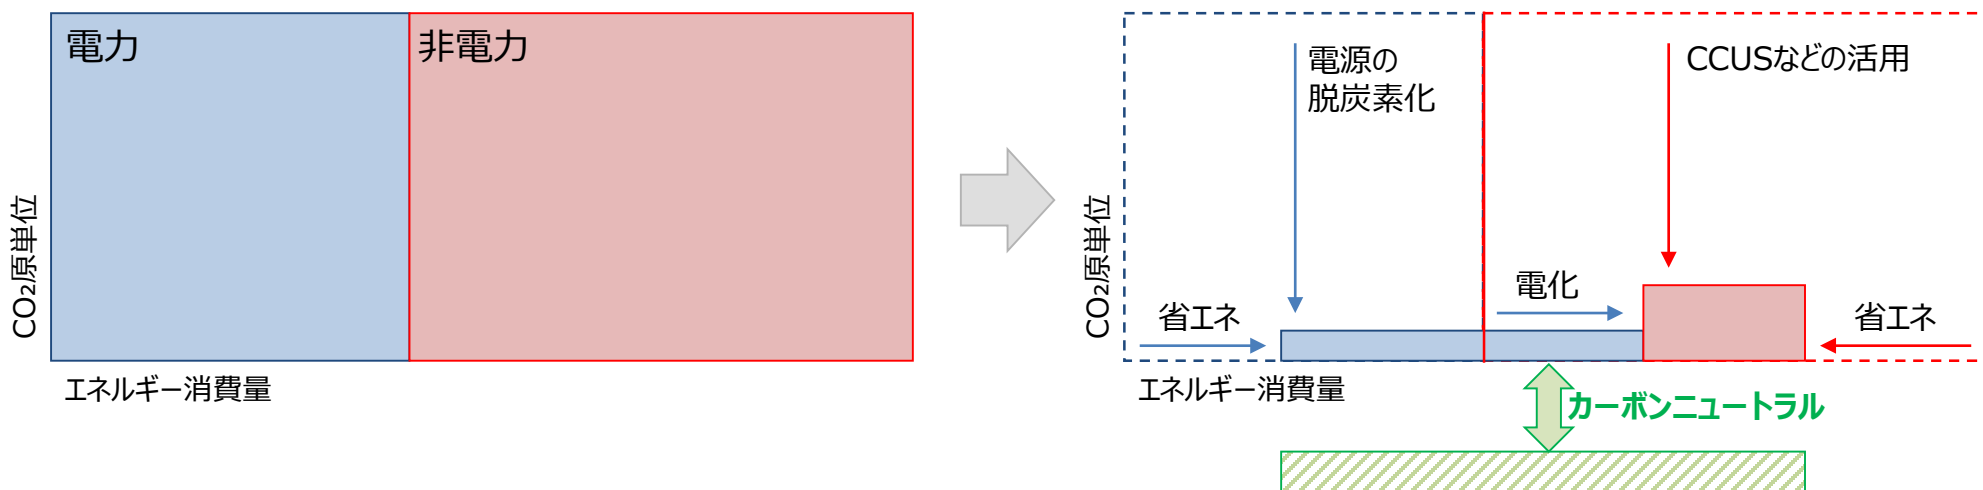 電力
非電力
CO₂原単位
エネルギー消費量
電源の
脱炭素化
CCUSなどの活用
CO₂原単位
省エネ
電化
省エネ
エネルギー消費量
カーボンニュートラル